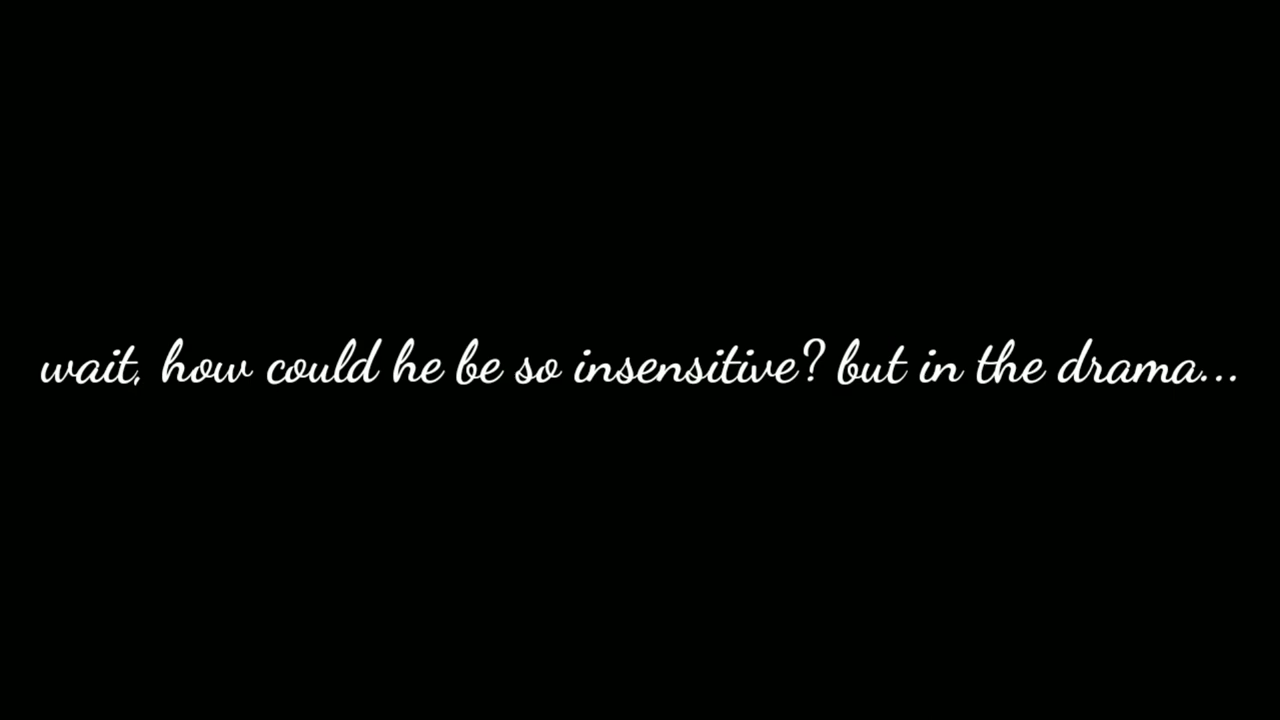 wait, how could he be so insensitive? but in the drama...